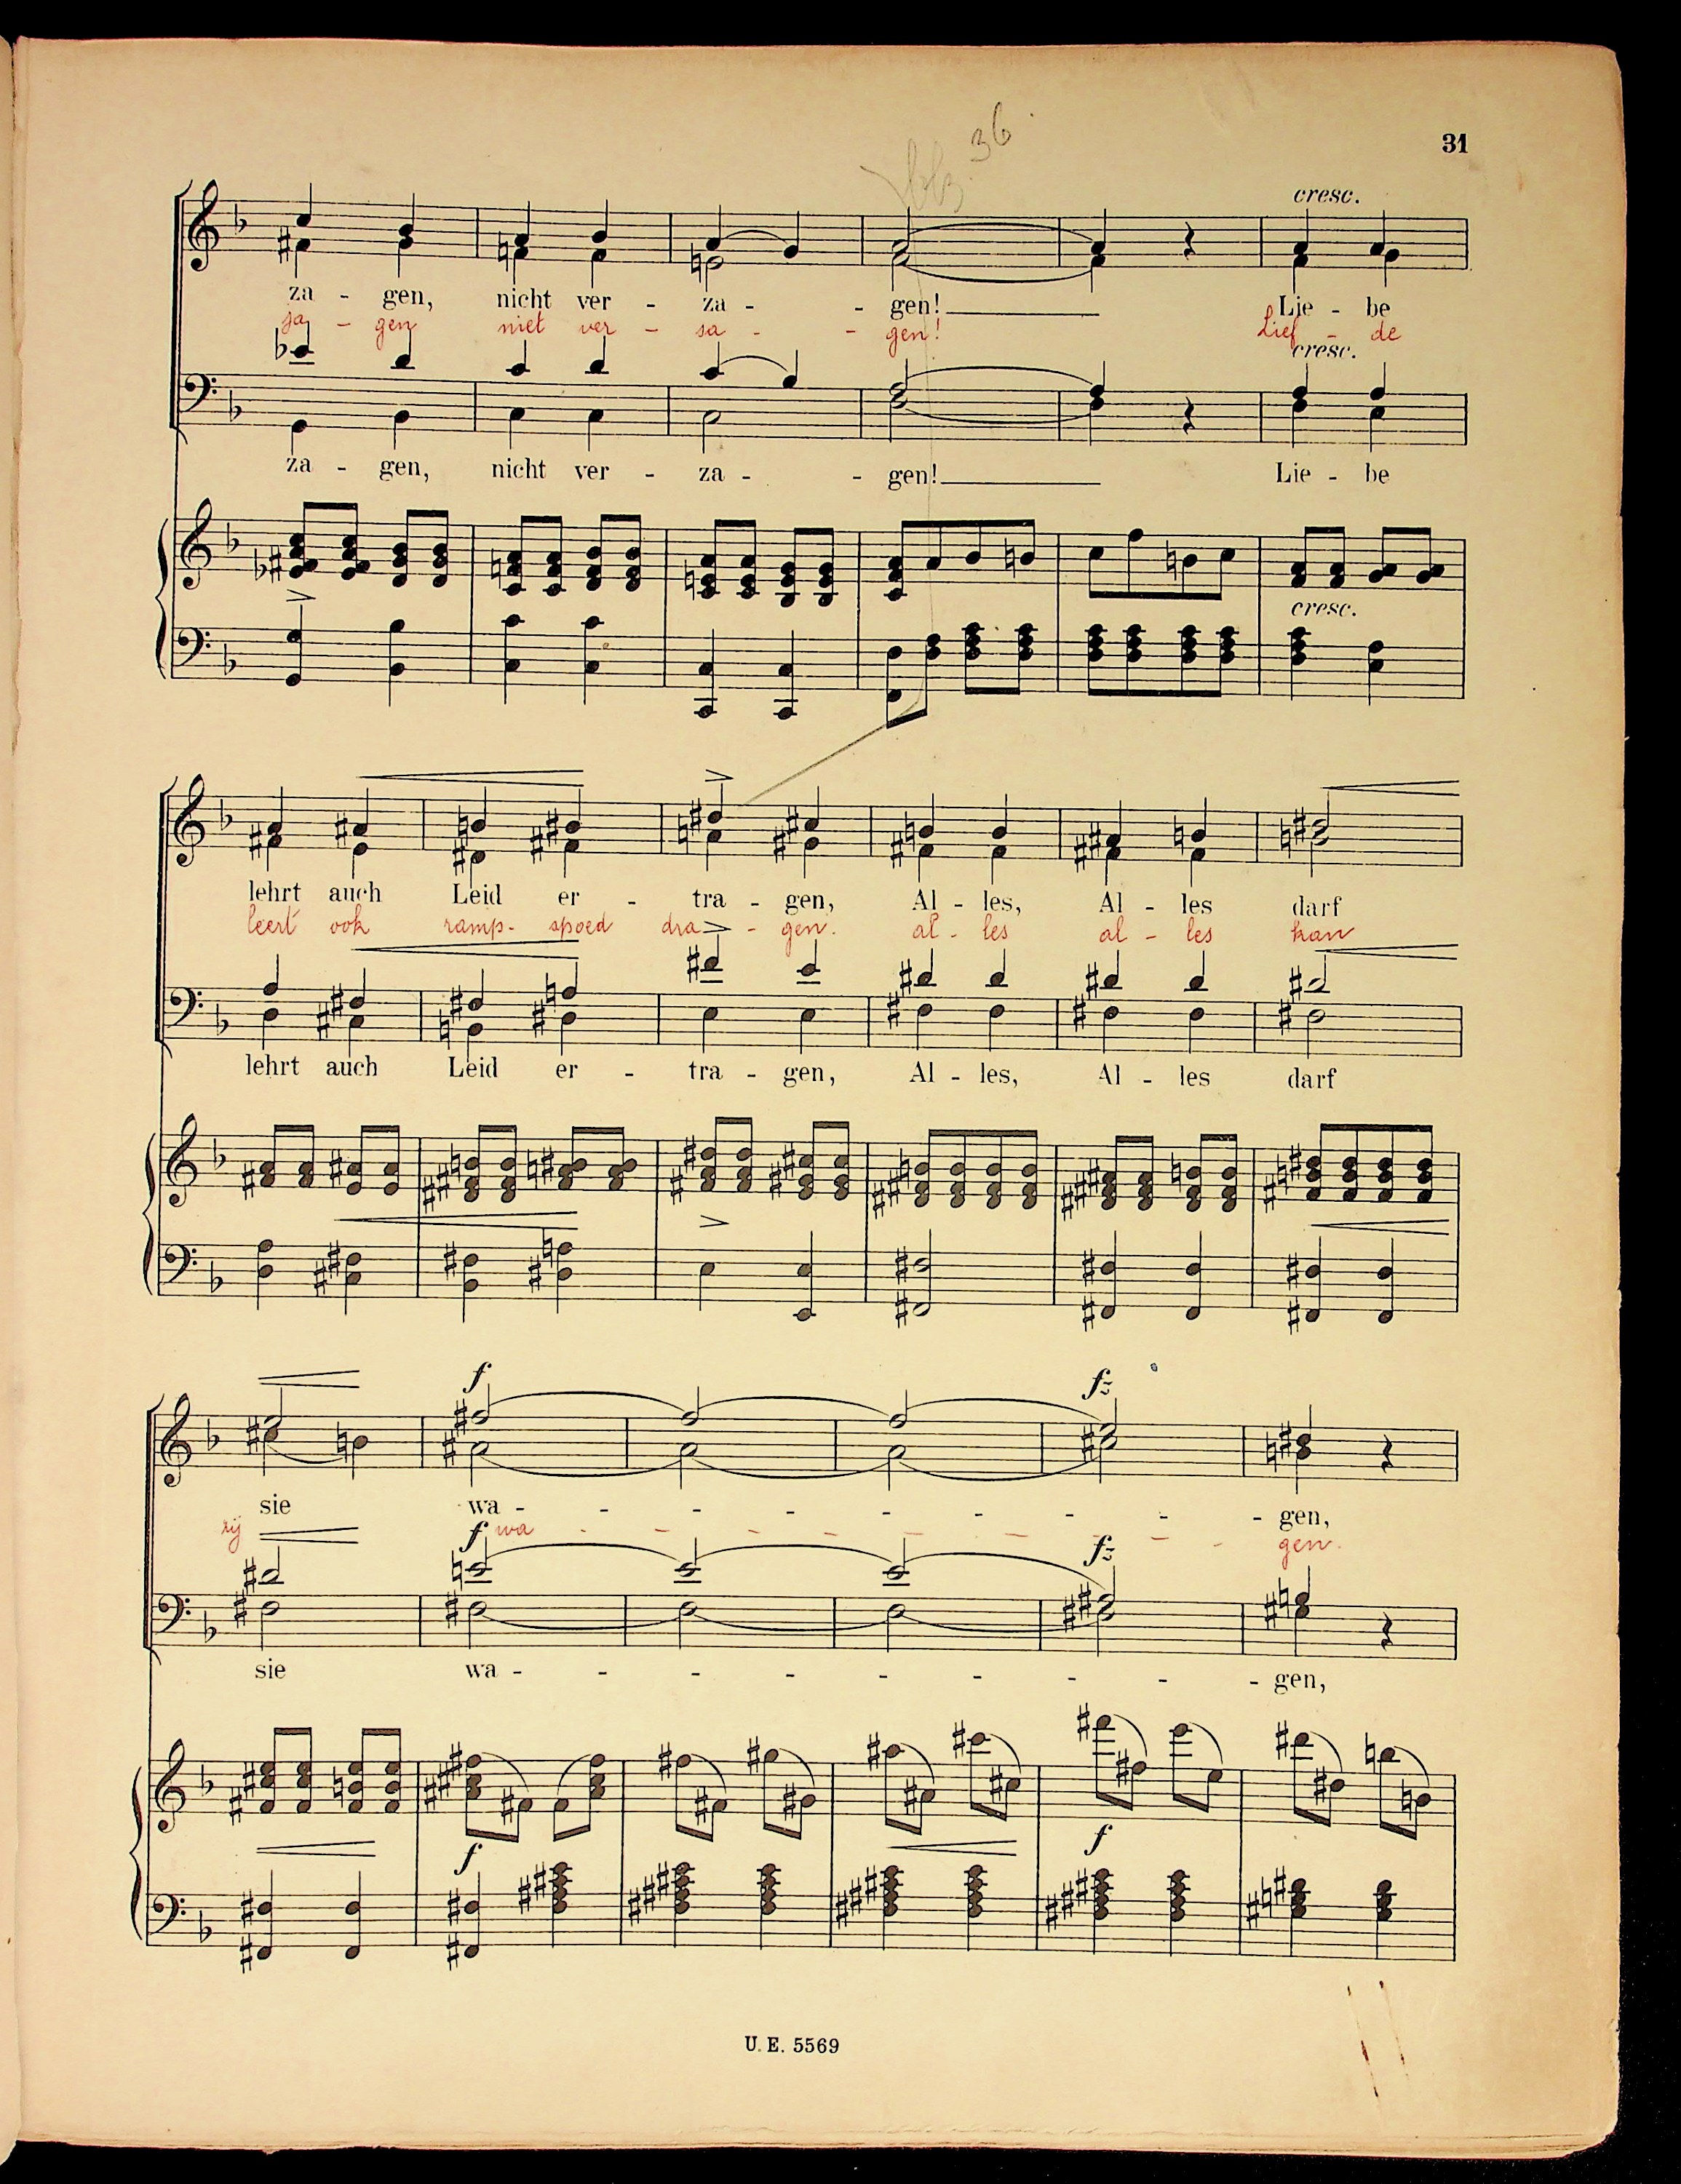 blz. 36
31
cresc.
za - gen, nicht ver - za - - gen! Lie - be
sa - gen niet ver - sa - - gen! Lief - de
cresc.
za - gen, nicht ver - za - - gen! Lie - be
cresc.
lehrt auch Leid er - tra - gen, Al - les, Al - les darf
leert ook ramp - spoed dra - gen. al - les al - les kan
lehrt auch Leid er - tra - gen, Al - les, Al - les darf
f fz
sie wa - - - - - - - - gen,
zij wa - - - - - - - - gen.
f fz
sie wa - - - - - - - - gen,
f f
U. E. 5569